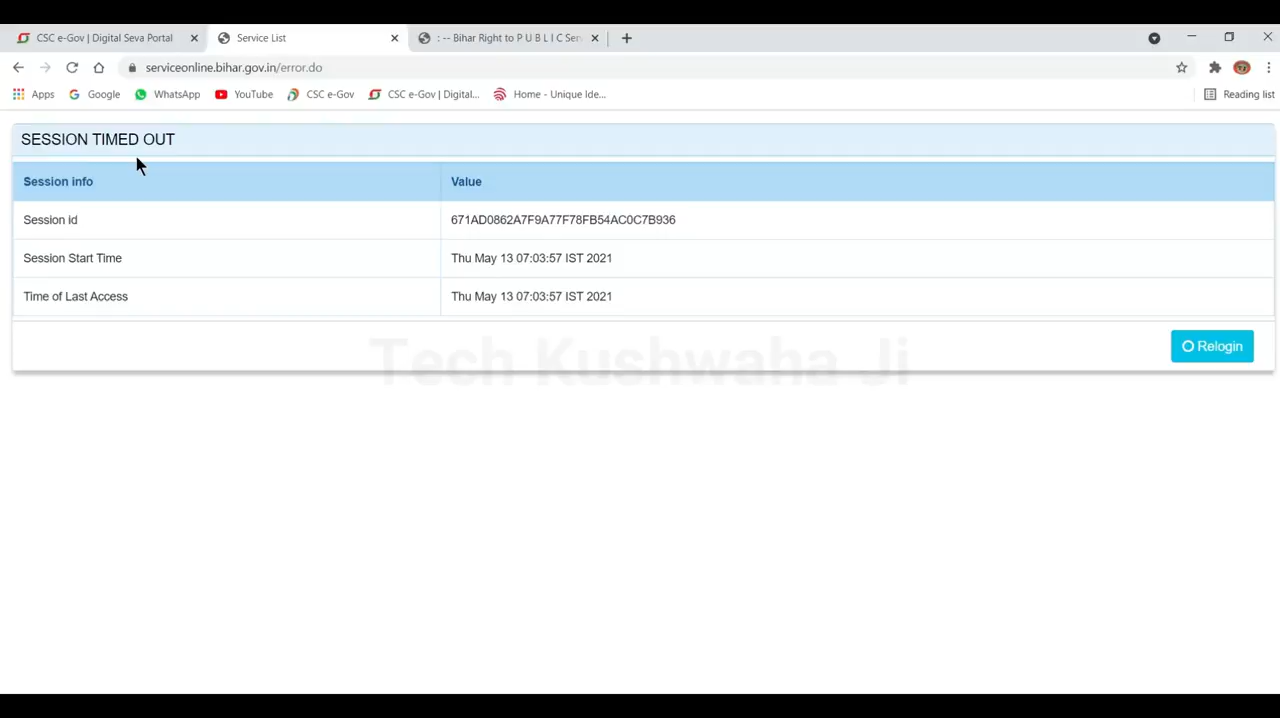 CSC e-Gov | Digital Seva Portal
Service List
: -- Bihar Right to P U B L I C Serv
serviceonline.bihar.gov.in/error.do
Apps
Google
WhatsApp
YouTube
CSC e-Gov
CSC e-Gov | Digital...
Home - Unique Ide...
Reading list
SESSION TIMED OUT
Session info Value
Session id 671AD0862A7F9A77F78FB54AC0C7B936
Session Start Time Thu May 13 07:03:57 IST 2021
Time of Last Access Thu May 13 07:03:57 IST 2021
Relogin
Tech Kushwaha Ji